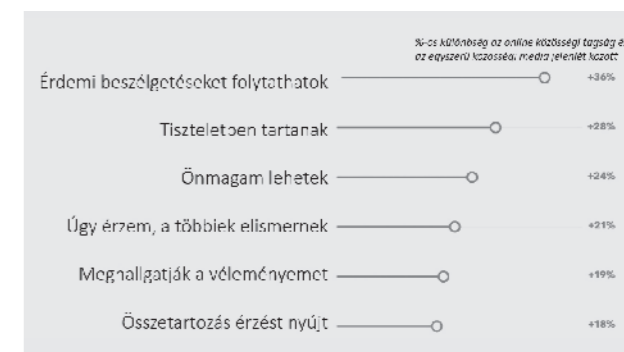 %-os különbség az online közösségi tagság é
az egyszerű közösségi média jelenlét között
Érdemi beszélgetéseket folytathatok +36%
Tiszteletben tartanak +28%
Önmagam lehetek +24%
Úgy érzem, a többiek elismernek +21%
Meghallgatják a véleményemet +19%
Összetartozás érzést nyújt +18%